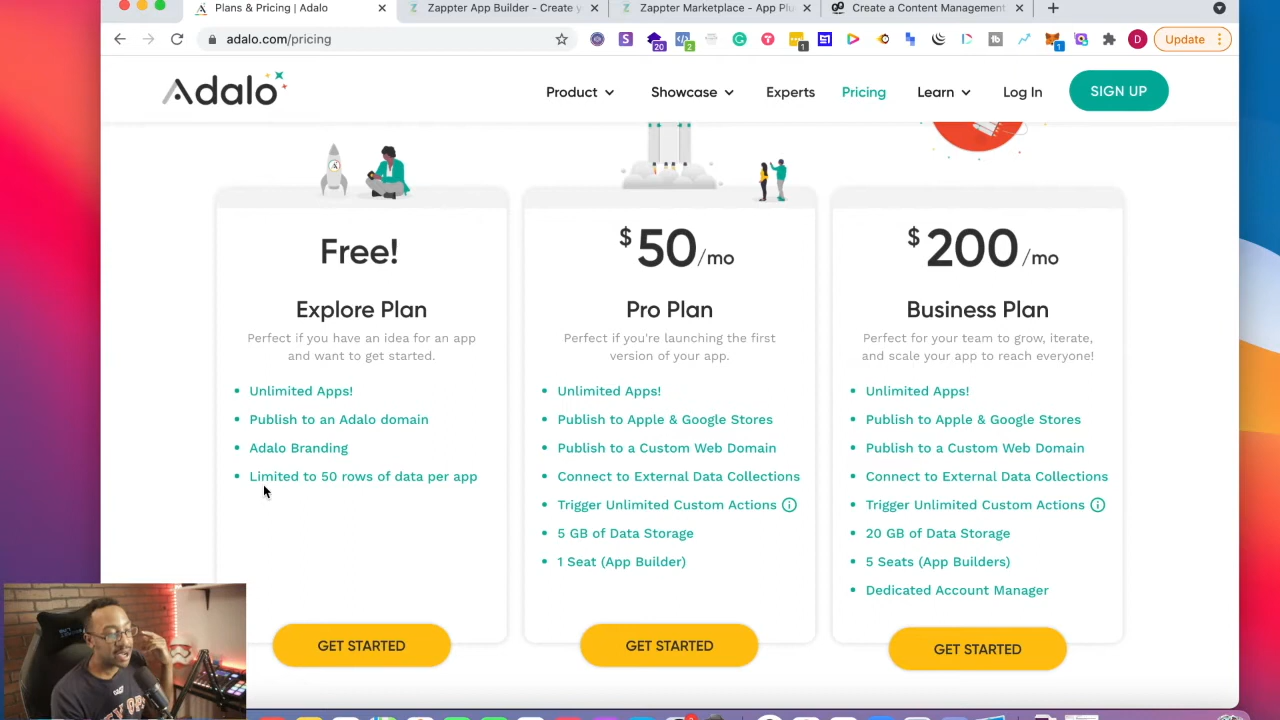 Plans & Pricing | Adalo
Zappter App Builder - Create y
Zappter Marketplace - App Plu
Create a Content Management
adalo.com/pricing
20
2
1
1
D
Update
Adalo
Product
Showcase
Experts
Pricing
Learn
Log In
SIGN UP
Free!
Explore Plan
Perfect if you have an idea for an app
and want to get started.
Unlimited Apps!
Publish to an Adalo domain
Adalo Branding
Limited to 50 rows of data per app
GET STARTED
$50/mo
Pro Plan
Perfect if you're launching the first
version of your app.
Unlimited Apps!
Publish to Apple & Google Stores
Publish to a Custom Web Domain
Connect to External Data Collections
Trigger Unlimited Custom Actions
5 GB of Data Storage
1 Seat (App Builder)
GET STARTED
$200/mo
Business Plan
Perfect for your team to grow, iterate,
and scale your app to reach everyone!
Unlimited Apps!
Publish to Apple & Google Stores
Publish to a Custom Web Domain
Connect to External Data Collections
Trigger Unlimited Custom Actions
20 GB of Data Storage
5 Seats (App Builders)
Dedicated Account Manager
GET STARTED